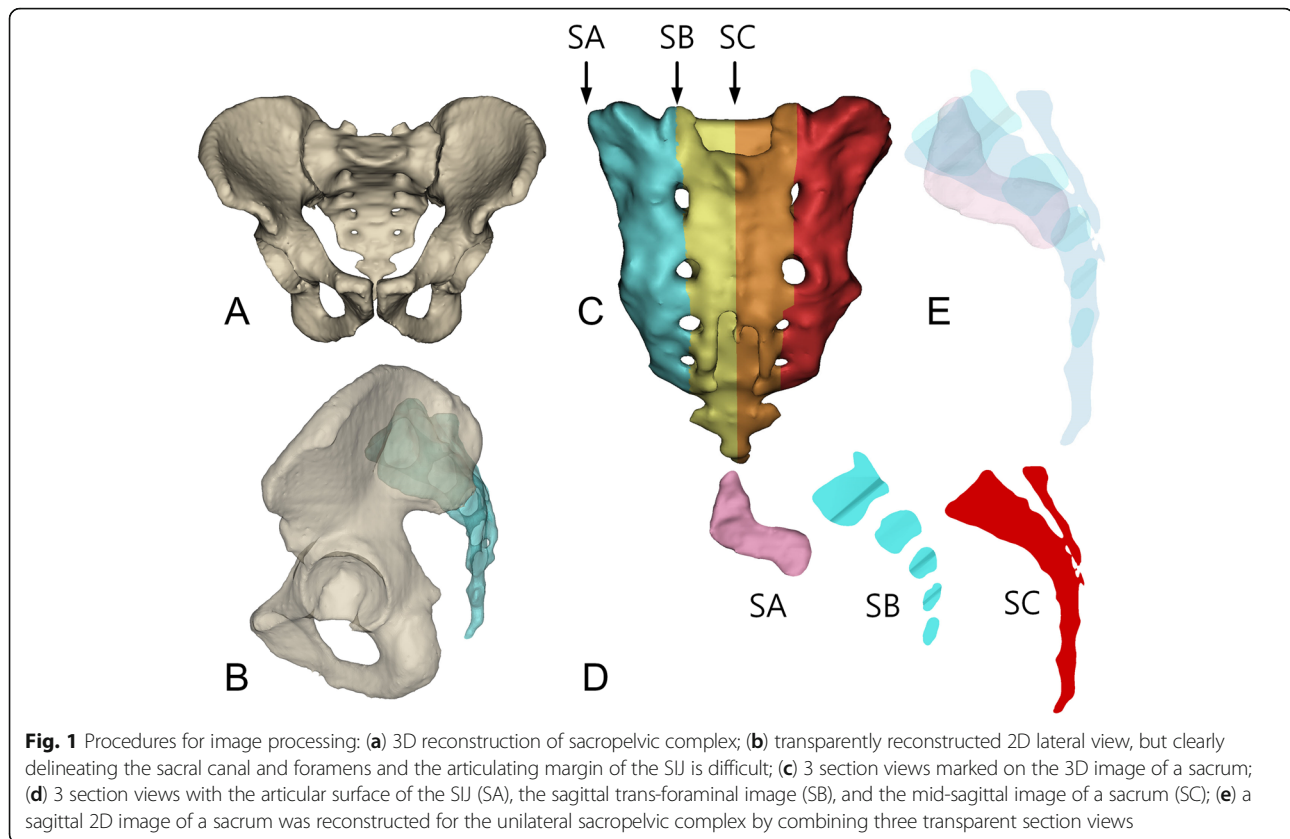 SA SB SC
A
C
E
B
D
SA
SB
SC
Fig. 1 Procedures for image processing: (a) 3D reconstruction of sacropelvic complex; (b) transparently reconstructed 2D lateral view, but clearly
delineating the sacral canal and foramens and the articulating margin of the SIJ is difficult; (c) 3 section views marked on the 3D image of a sacrum;
(d) 3 section views with the articular surface of the SIJ (SA), the sagittal trans-foraminal image (SB), and the mid-sagittal image of a sacrum (SC); (e) a
sagittal 2D image of a sacrum was reconstructed for the unilateral sacropelvic complex by combining three transparent section views